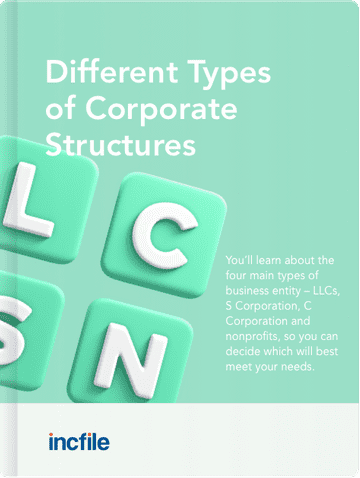 Different Types
of Corporate
Structures
L
C
You'll learn about the
four main types of
business entity – LLCs,
S Corporation, C
Corporation and
nonprofits, so you can
decide which will best
meet your needs.
S
N
incfile